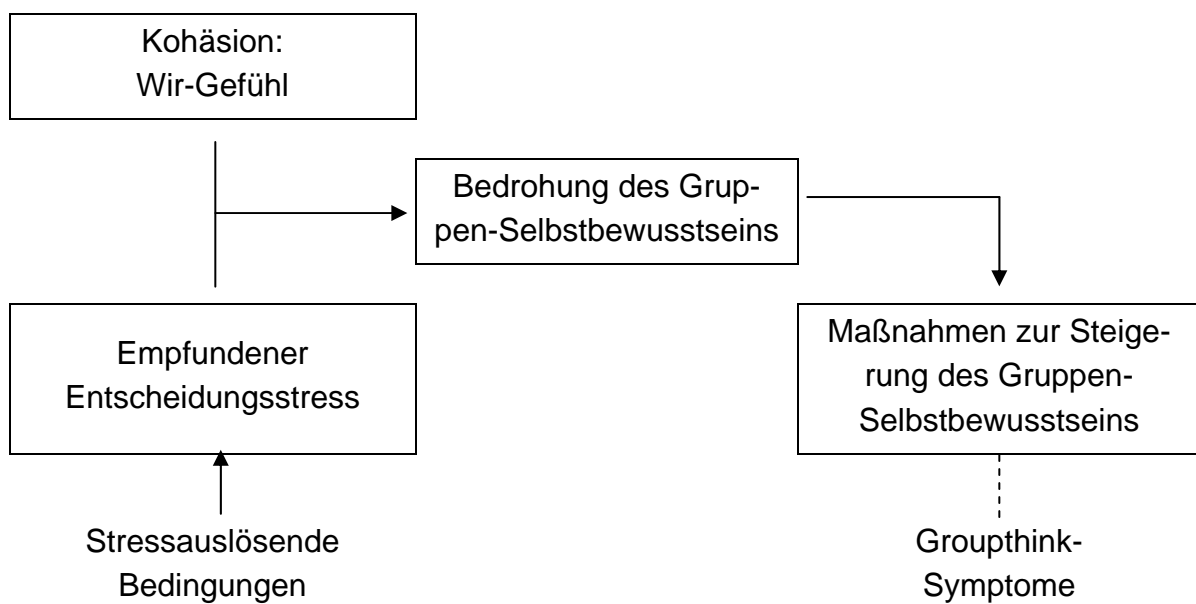 Kohäsion:
Wir-Gefühl
Bedrohung des Grup-
pen-Selbstbewusstseins
Empfundener
Entscheidungsstress
Maßnahmen zur Steige-
rung des Gruppen-
Selbstbewusstseins
Stressauslösende
Bedingungen
Groupthink-
Symptome